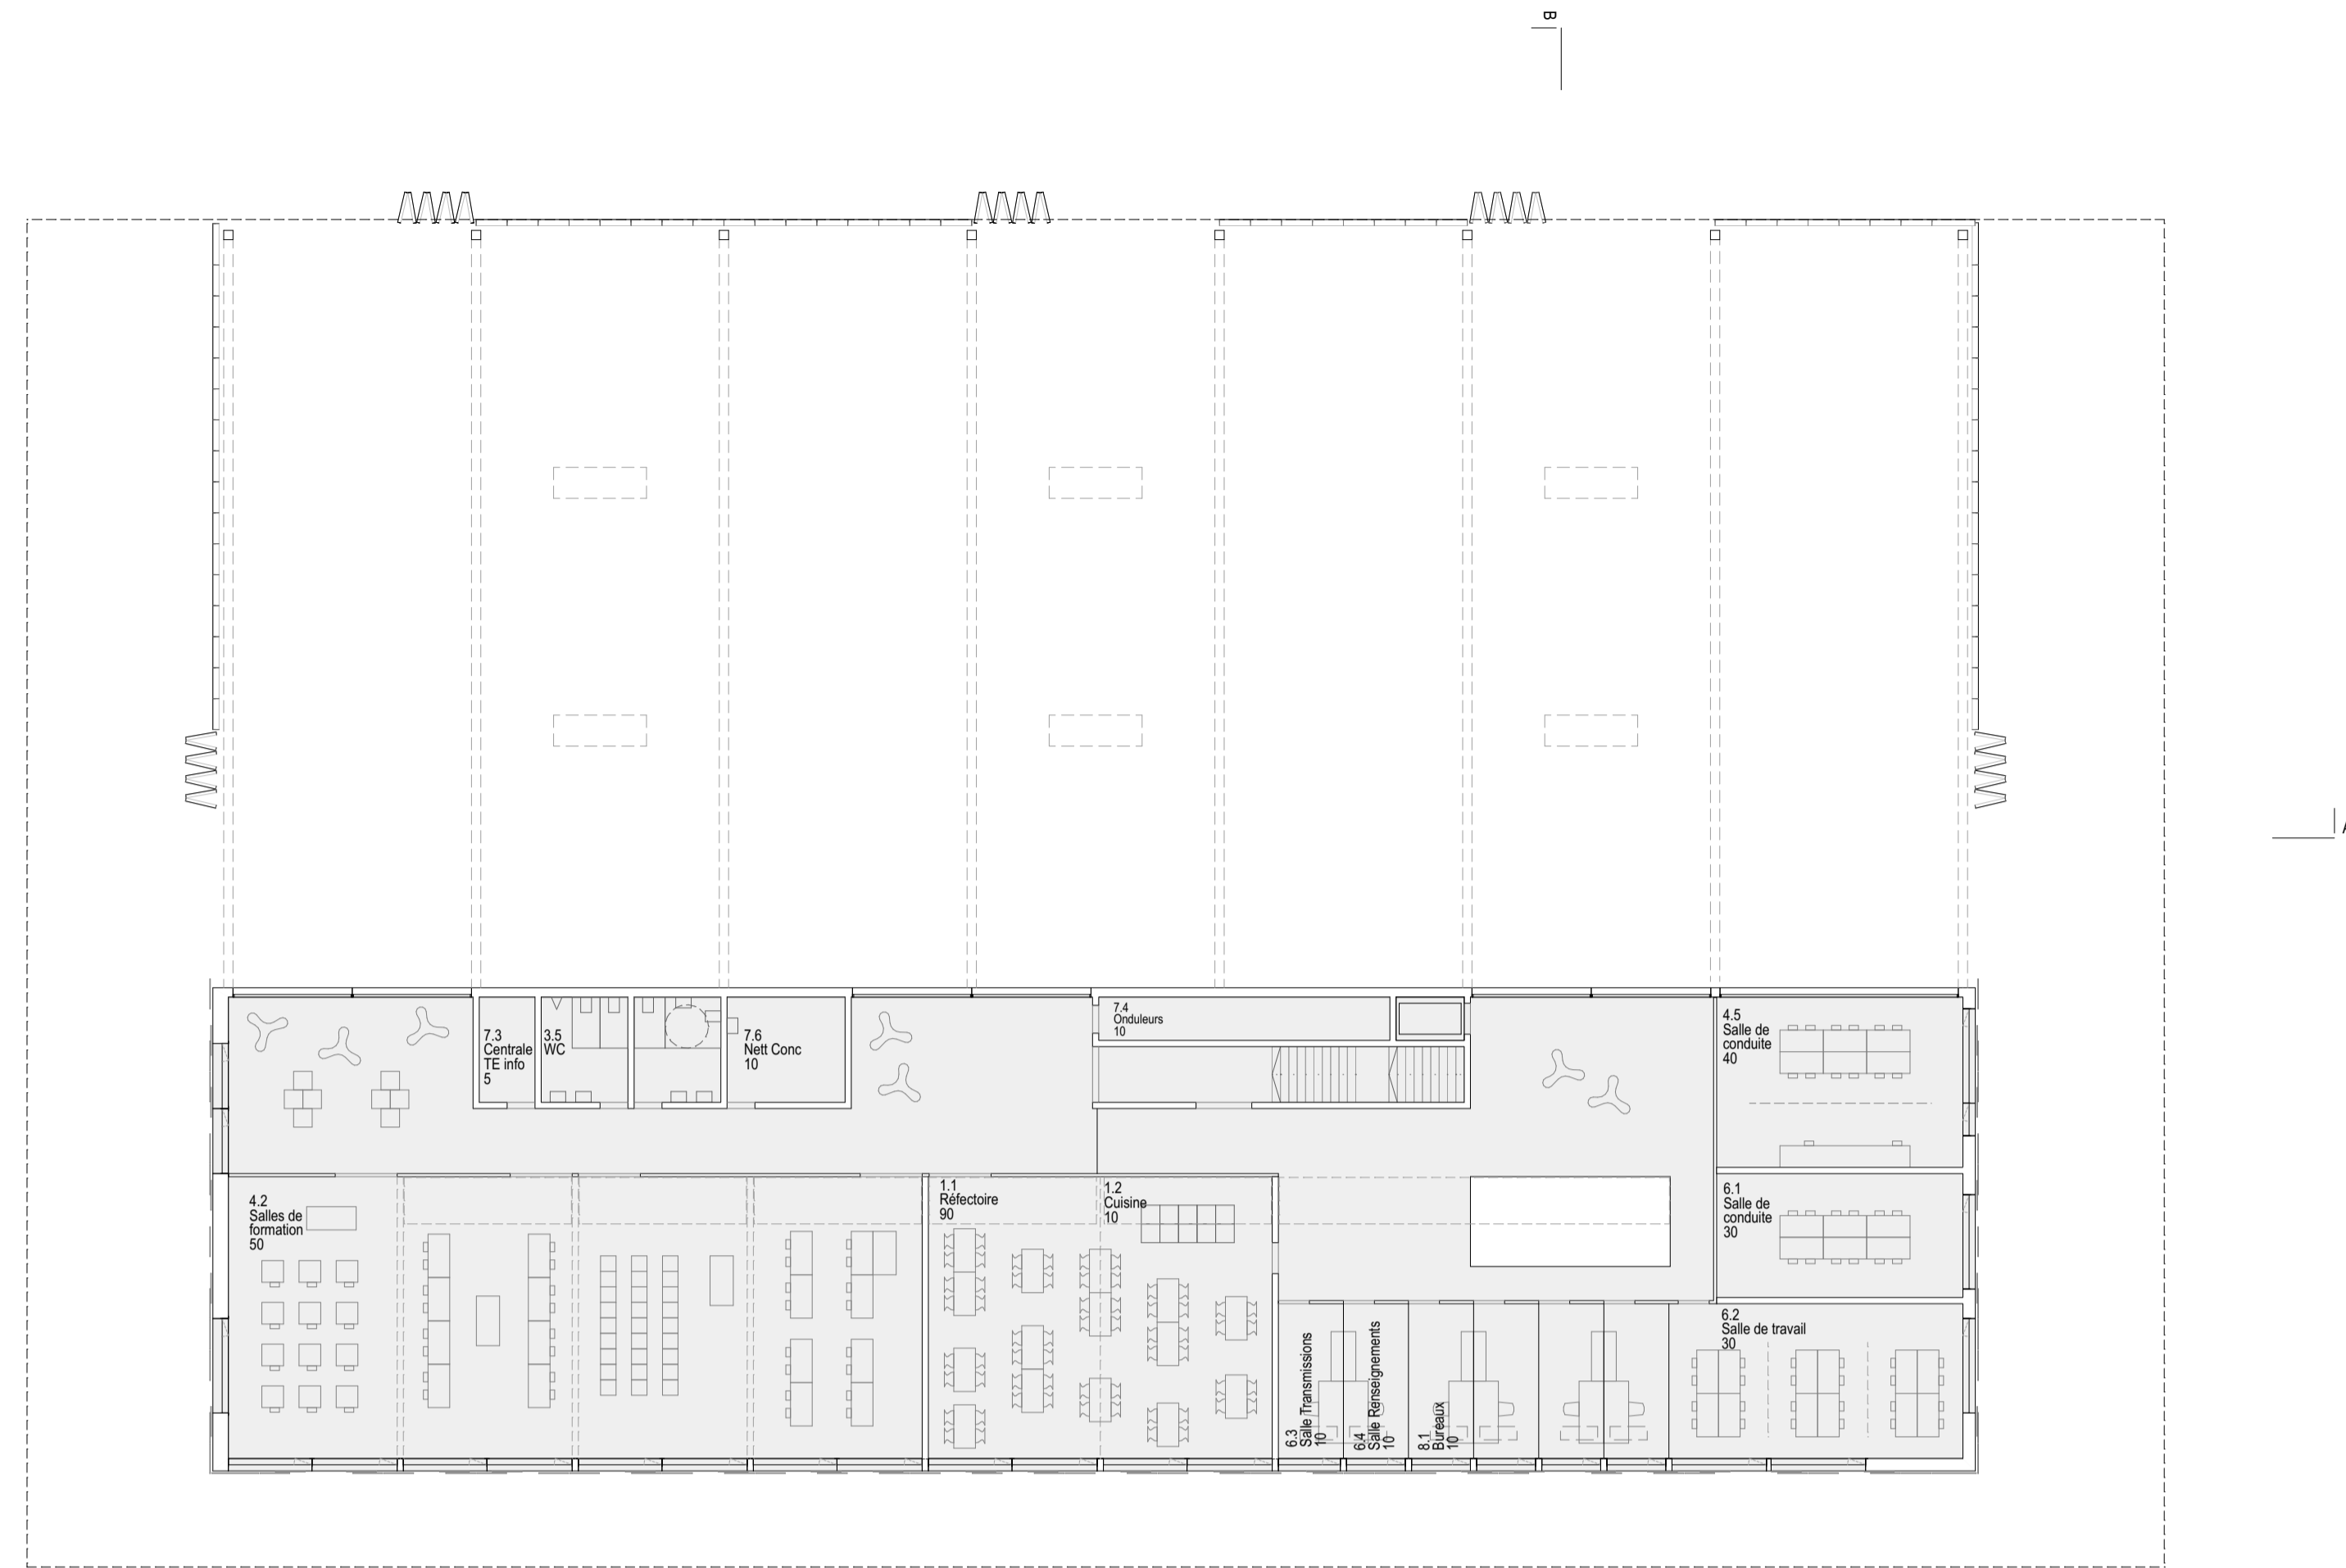 B
A
7.3
Centrale
TE info
5
3.5
WC
7.6
Nett Conc
10
7.4
Onduleurs
10
4.5
Salle de
conduite
40
4.2
Salles de
formation
50
1.1
Réfectoire
90
1.2
Cuisine
10
6.1
Salle de
conduite
30
6.3
Salle Transmissions
10
6.4
Salle Renseignements
10
8.1
Bureaux
10
6.2
Salle de travail
30